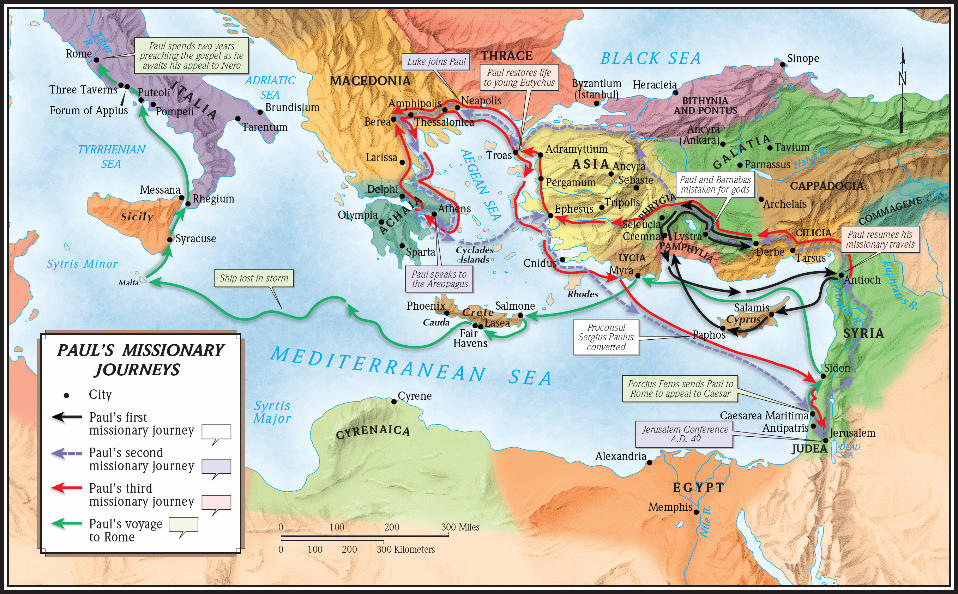 Rome
Tiber R.
Paul spends two years
preaching the gospel as he
awaits his appeal to Nero
Three Taverns
Forum of Appius
Puteoli
Pompeii
ITALIA
ADRIATIC
SEA
Brundisium
Tarentum
TYRRHENIAN
SEA
Messana
Rhegium
Sicily
Syracuse
Sytris Minor
Malta
Ship lost in storm
MACEDONIA
Luke joins Paul
THRACE
Paul restores life
to young Eutychus
Amphipolis
Neapolis
Berea
Thessalonica
Larissa
Delphi
ACHAIA
Olympia
Athens
Sparta
AEGEAN SEA
Cyclades
Islands
Paul speaks to
the Areopagus
BLACK SEA
Byzantium
(Istanbul)
Heracleia
Sinope
BITHYNIA
AND PONTUS
Ancyra
(Ankara)
Tavium
GALATIA
Parnassus
Halys R.
Troas
Adramyttium
ASIA
Ancyra
Sebaste
Pergamum
Tripolis
Ephesus
PHRYGIA
Paul and Barnabas
mistaken for gods
CAPPADOCIA
Archelais
COMMAGENE
Seleucia
Cremna
Lystra
PAMPHYLIA
Derbe
CILICIA
Tarsus
Paul resumes his
missionary travels
Antioch
Euphrates R.
LYCIA
Myra
Cnidus
Rhodes
Phoenix
Cauda
Crete
Salmone
Lasea
Fair
Havens
Salamis
Cyprus
Paphos
Proconsul
Sergius Paulus
converted
SYRIA
Sidon
Porcius Fetus sends Paul to
Rome to appeal to Caesar
Caesarea Maritima
Antipatris
Jerusalem Conference
A.D. 49
Jerusalem
JUDEA
DEAD
SEA
MEDITERRANEAN SEA
Syrtis
Major
Cyrene
CYRENAICA
Alexandria
EGYPT
Memphis
Nile R.
N
PAUL'S MISSIONARY
JOURNEYS
City
Paul's first
missionary journey
Paul's second
missionary journey
Paul's third
missionary journey
Paul's voyage
to Rome
0 100 200 300 Miles
0 100 200 300 Kilometers